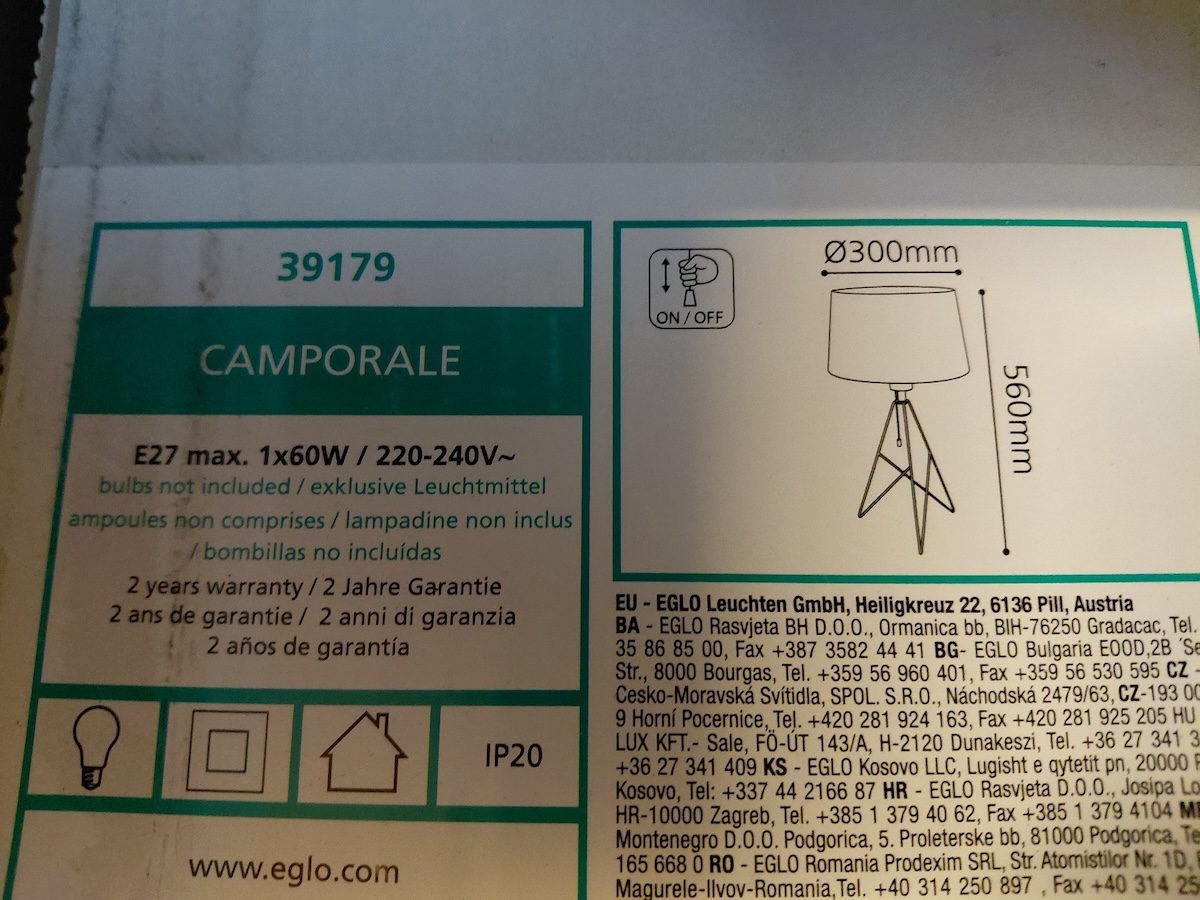 39179
CAMPORALE
E27 max. 1x60W / 220-240V~
bulbs not included / exklusive Leuchtmittel
ampoules non comprises / lampadine non inclus
/ bombillas no incluídas
2 years warranty / 2 Jahre Garantie
2 ans de garantie / 2 anni di garanzia
2 años de garantía
IP20
www.eglo.com
ON / OFF
Ø300mm
560mm
EU - EGLO Leuchten GmbH, Heiligkreuz 22, 6136 Pill, Austria
BA - EGLO Rasvjeta BH D.O.O., Ormanica bb, BIH-76250 Gradacac, Tel.
35 86 85 00, Fax +387 3582 44 41 BG- EGLO Bulgaria EOOD,2B
Str., 8000 Bourgas, Tel. +359 56 960 401, Fax +359 56 530 595 CZ -
Cesko-Moravská Svítidla, SPOL. S.R.O., Náchodská 2479/63, CZ-193
9 Horní Pocernice, Tel. +420 281 924 163, Fax +420 281 925 205 HU
LUX KFT.- Sale, FÖ-ÚT 143/A, H-2120 Dunakeszi, Tel. +36 27 341
+36 27 341 409 KS - EGLO Kosovo LLC, Lugisht e qytetit pn, 20000
Kosovo, Tel: +337 44 2166 87 HR - EGLO Rasvjeta D.O.O., Josipa
HR-10000 Zagreb, Tel. +385 1 379 40 62, Fax +385 1 379 4104
Montenegro D.O.O. Podgorica, 5. Proleterske bb, 81000 Podgorica,
165 668 0 RO - EGLO Romania Prodexim SRL, Str. Atomistilor Nr. 1D,
Magurele-Ilvov-Romania,Tel. +40 314 250 897 , Fax +40 314